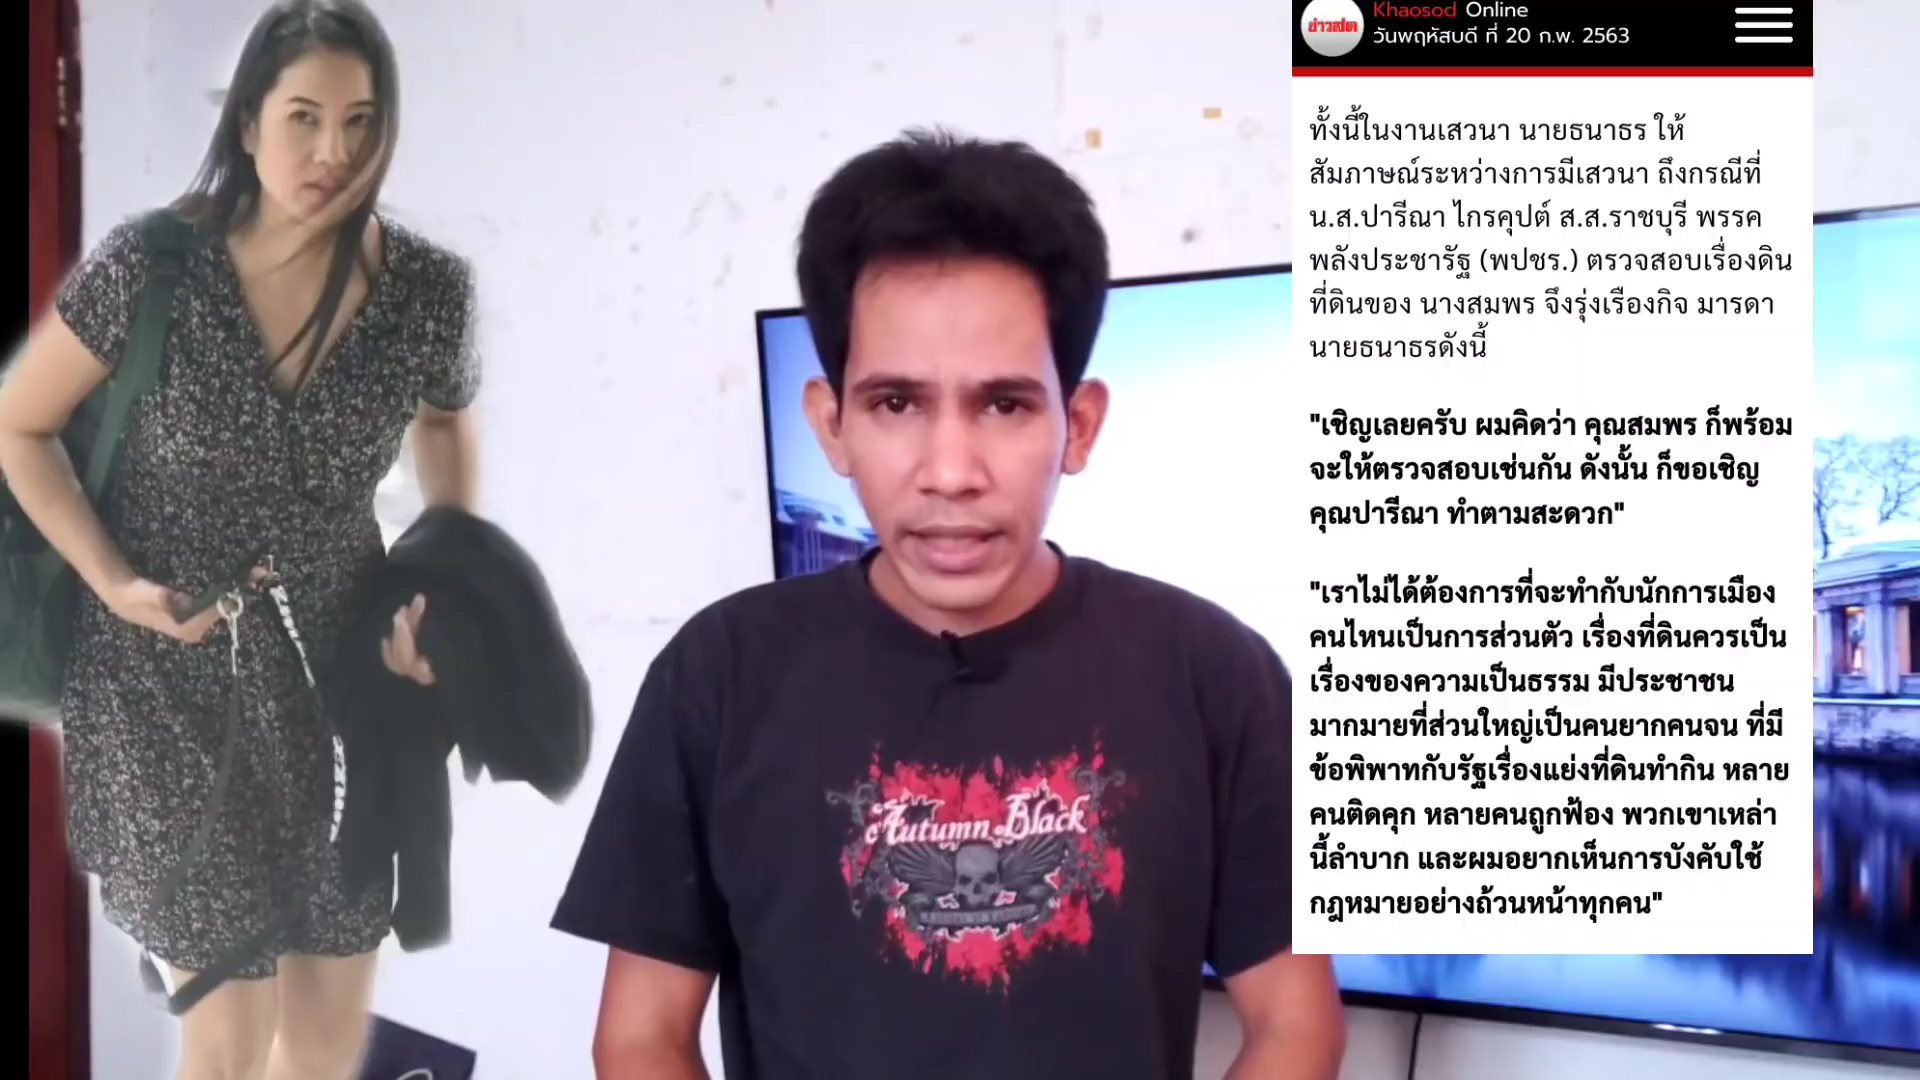 ข่าวสด
Khaosod Online
วันพฤหัสบดี ที่ 20 ก.พ. 2563
ทั้งนี้ในงานเสวนา นายธนาธร ให้
สัมภาษณ์ระหว่างการมีเสวนา ถึงกรณีที่
น.ส.ปารีณา ไกรคุปต์ ส.ส.ราชบุรี พรรค
พลังประชารัฐ (พปชร.) ตรวจสอบเรื่องดิน
ที่ดินของ นางสมพร จึงรุ่งเรืองกิจ มารดา
นายธนาธรดังนี้
"เชิญเลยครับ ผมคิดว่า คุณสมพร ก็พร้อม
จะให้ตรวจสอบเช่นกัน ดังนั้น ก็ขอเชิญ
คุณปารีณา ทำตามสะดวก"
"เราไม่ได้ต้องการที่จะทำกับนักการเมือง
คนไหนเป็นการส่วนตัว เรื่องที่ดินควรเป็น
เรื่องของความเป็นธรรม มีประชาชน
มากมายที่ส่วนใหญ่เป็นคนยากคนจน ที่มี
ข้อพิพาทกับรัฐเรื่องแย่งที่ดินทำกิน หลาย
คนติดคุก หลายคนถูกฟ้อง พวกเขาเหล่า
นี้ลำบาก และผมอยากเห็นการบังคับใช้
กฎหมายอย่างถ้วนหน้าทุกคน"
Autumn Black